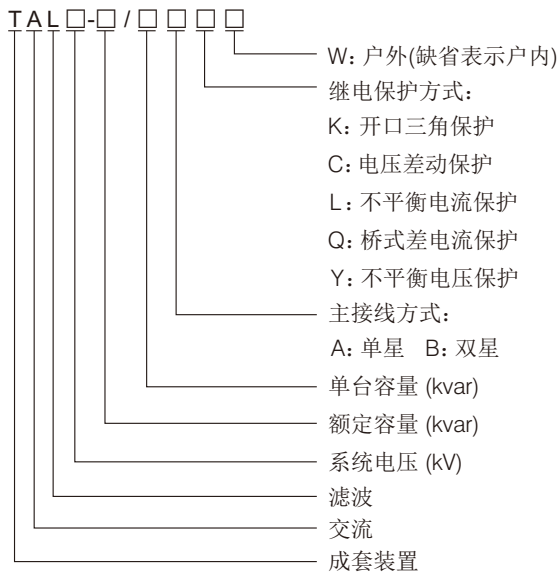 TAL□-□/□□□□
W: 户外(缺省表示户内)
继电保护方式:
K: 开口三角保护
C: 电压差动保护
L: 不平衡电流保护
Q: 桥式差电流保护
Y: 不平衡电压保护
主接线方式:
A: 单星 B: 双星
单台容量 (kvar)
额定容量 (kvar)
系统电压 (kV)
滤波
交流
成套装置